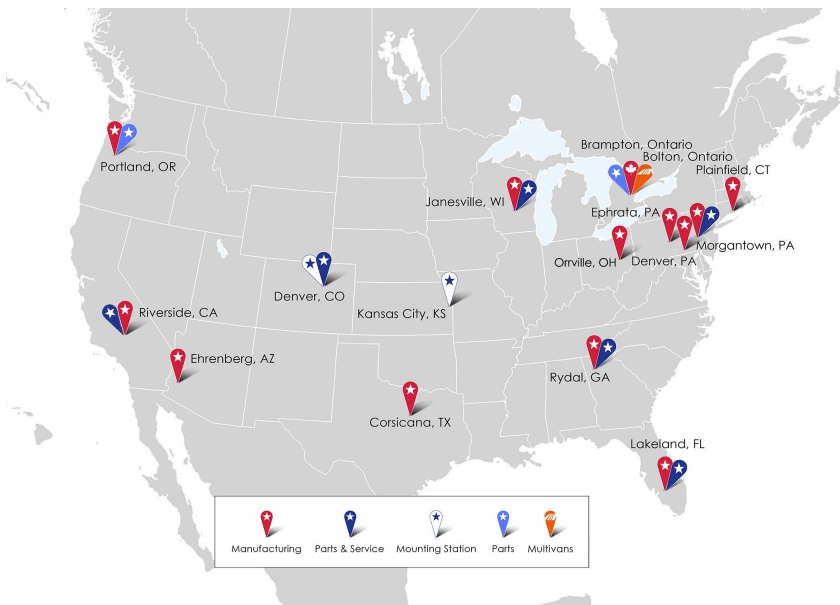 Brampton, Ontario
Bolton, Ontario
Portland, OR
Plainfield, CT
Janesville, WI
Ephrata, PA
Morgantown, PA
Orrville, OH
Denver, PA
Denver, CO
Kansas City, KS
Riverside, CA
Ehrenberg, AZ
Rydal, GA
Corsicana, TX
Lakeland, FL
Manufacturing
Parts & Service
Mounting Station
Parts
Multivans